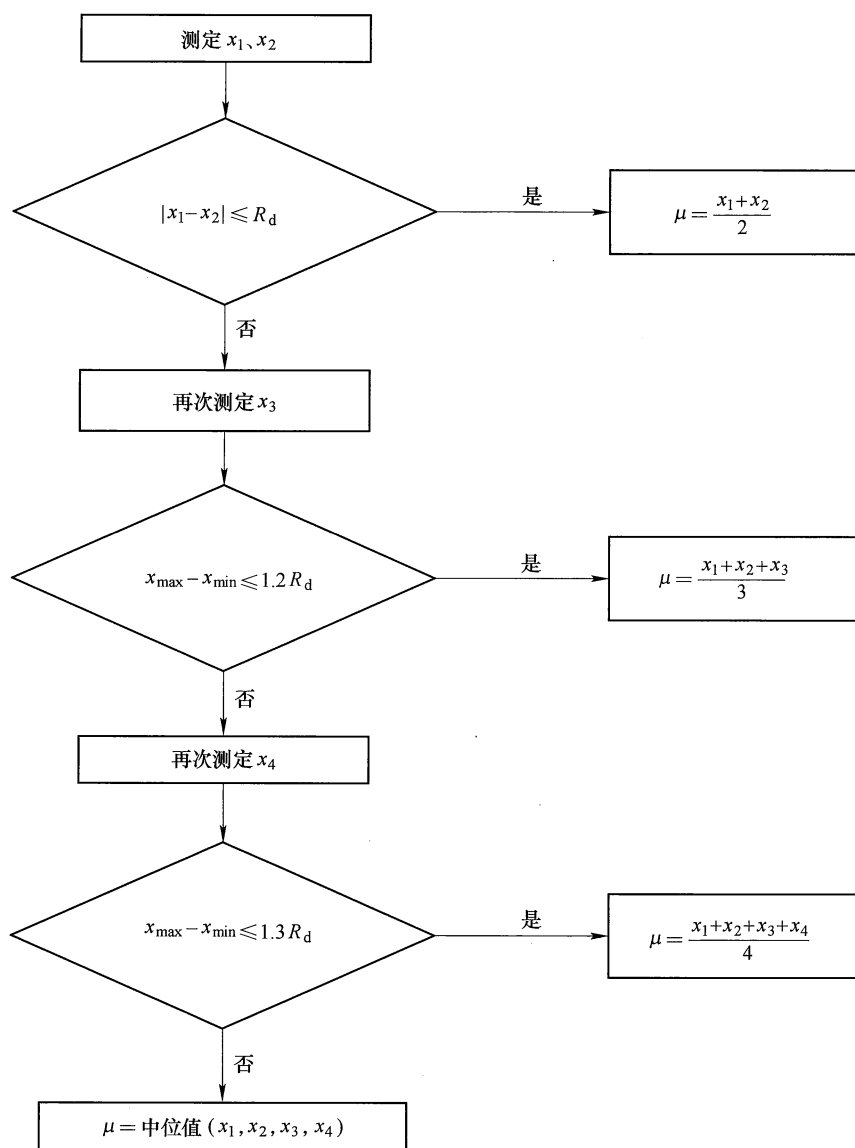 测定 x₁、x₂
|x₁−x₂| ⩽ R_d
是
μ = (x₁+x₂)/2
否
再次测定 x₃
x_max−x_min ⩽ 1.2 R_d
是
μ = (x₁+x₂+x₃)/3
否
再次测定 x₄
x_max−x_min ⩽ 1.3 R_d
是
μ = (x₁+x₂+x₃+x₄)/4
否
μ = 中位值 (x₁, x₂, x₃, x₄)